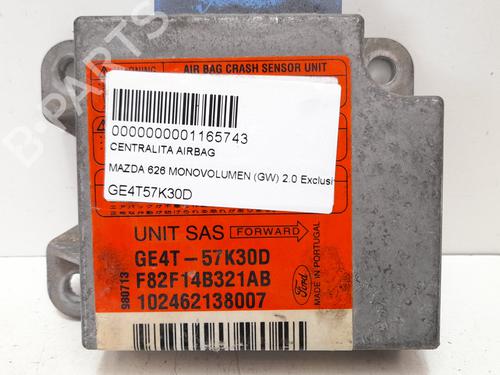 WARNING
AIR BAG CRASH SENSOR UNIT
0000000001165743
CENTRALITA AIRBAG
MAZDA 626 MONOVOLUMEN (GW) 2.0 Exclusi
GE4T57K30D
UNIT SAS FORWARD
GE4T-57K30D
F82F14B321AB
102462138007
980713
Ford
MADE IN PORTUGAL
B-PARTS